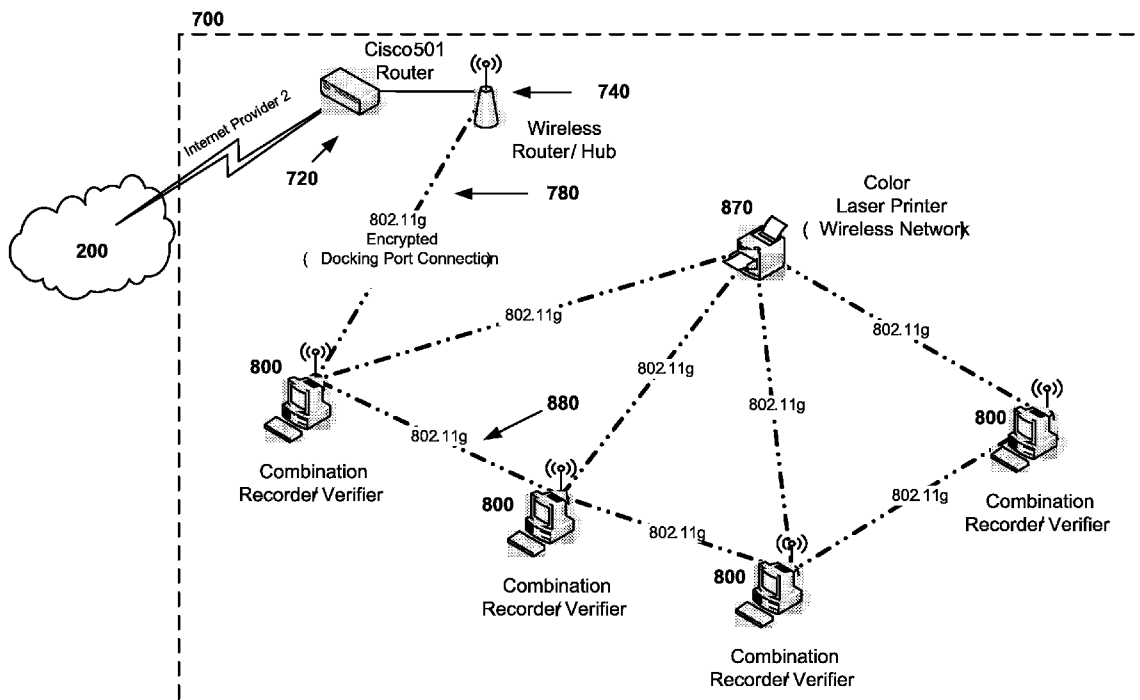 700
Cisco501
Router
740
Wireless
Router/ Hub
Internet Provider 2
720
780
200
802.11g
Encrypted
( Docking Port Connection)
870
Color
Laser Printer
( Wireless Network)
802.11g
802.11g
802.11g
802.11g
800
880
802.11g
800
Combination
Recorder/ Verifier
800
802.11g
802.11g
Combination
Recorder/ Verifier
Combination
Recorder/ Verifier
800
Combination
Recorder/ Verifier